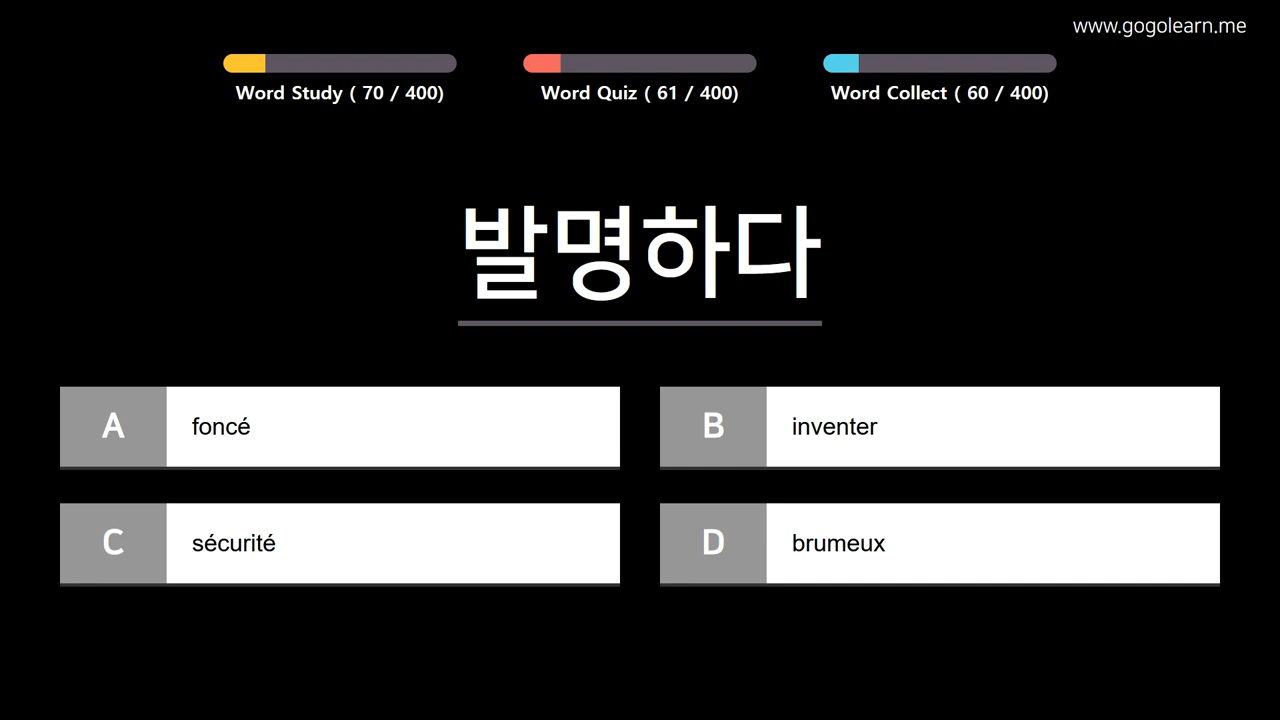 www.gogolearn.me
Word Study ( 70 / 400)
Word Quiz ( 61 / 400)
Word Collect ( 60 / 400)
발명하다
A foncé
B inventer
C sécurité
D brumeux